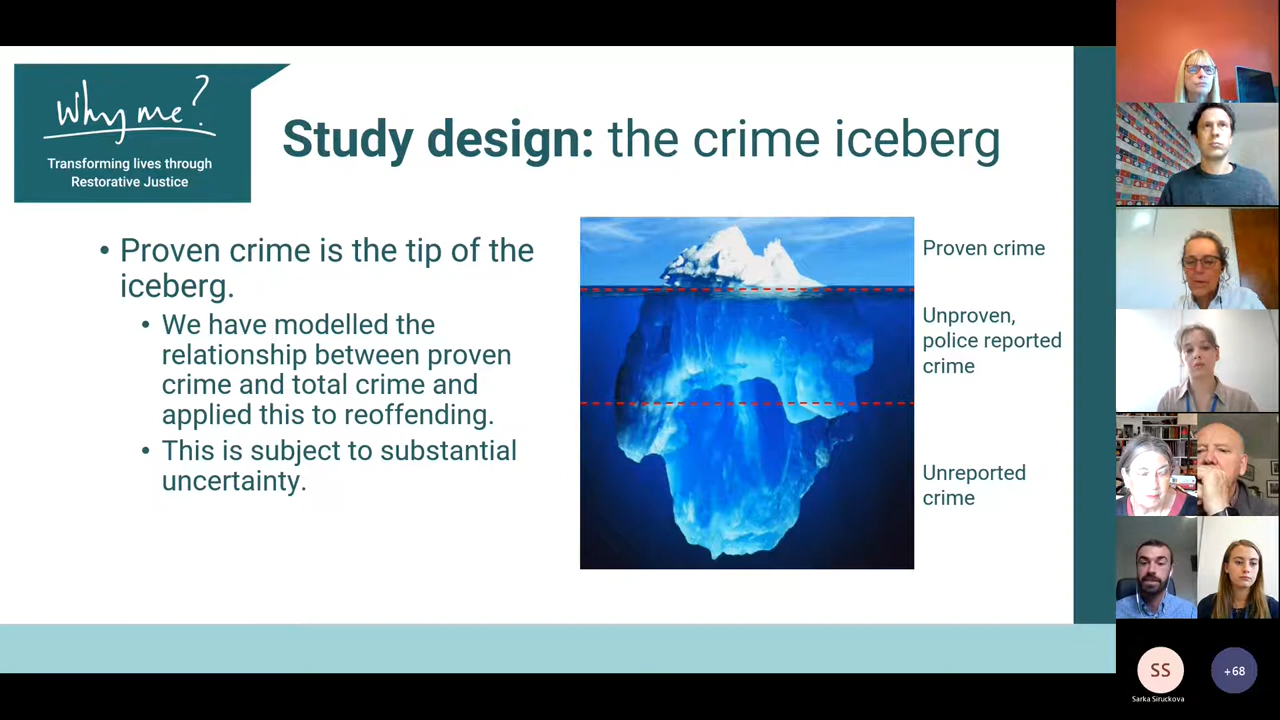 Why me?
Transforming lives through
Restorative Justice
Study design: the crime iceberg
• Proven crime is the tip of the
iceberg.
• We have modelled the
relationship between proven
crime and total crime and
applied this to reoffending.
• This is subject to substantial
uncertainty.
Proven crime
Unproven,
police reported
crime
Unreported
crime
SS
Sarka Siruckova
+68